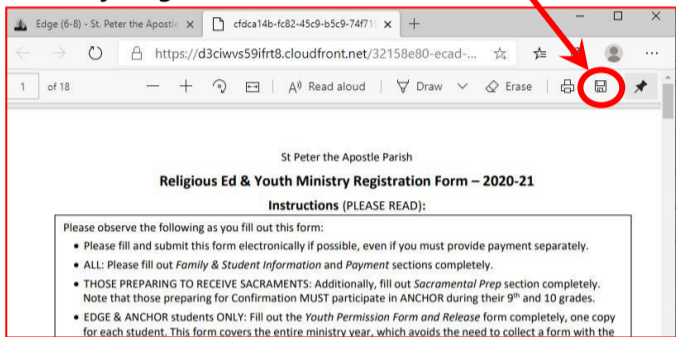 Edge (6-8) - St. Peter the Apostle
cfdca14b-fc82-45c9-b5c9-74f71
https://d3ciwvs59ifrt8.cloudfront.net/32158e80-ecad-...
1 of 18 Read aloud Draw Erase
St Peter the Apostle Parish
Religious Ed & Youth Ministry Registration Form – 2020-21
Instructions (PLEASE READ):
Please observe the following as you fill out this form:
• Please fill and submit this form electronically if possible, even if you must provide payment separately.
• ALL: Please fill out Family & Student Information and Payment sections completely.
• THOSE PREPARING TO RECEIVE SACRAMENTS: Additionally, fill out Sacramental Prep section completely.
Note that those preparing for Confirmation MUST participate in ANCHOR during their 9th and 10 grades.
• EDGE & ANCHOR students ONLY: Fill out the Youth Permission Form and Release form completely, one copy
for each student. This form covers the entire ministry year, which avoids the need to collect a form with the